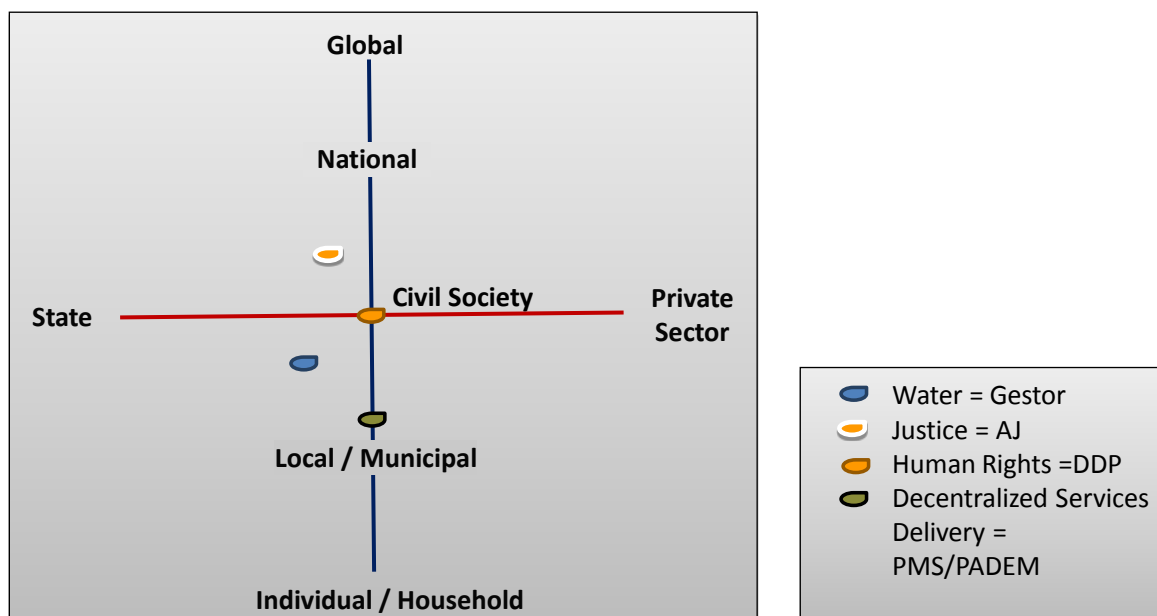 Global
National
Civil Society
State
Private
Sector
Local / Municipal
Individual / Household
Water = Gestor
Justice = AJ
Human Rights =DDP
Decentralized Services
Delivery =
PMS/PADEM